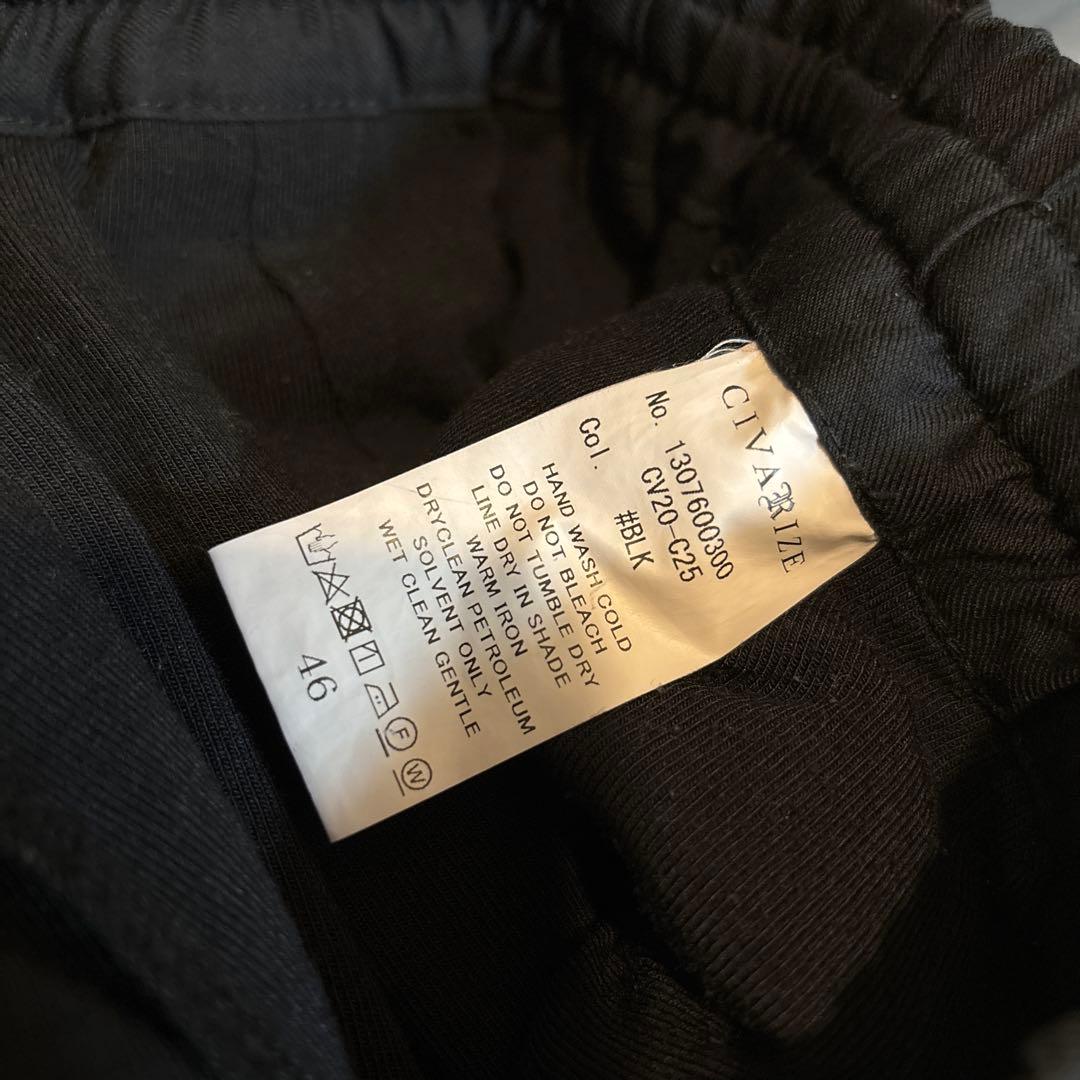 CIVARIZE
No. 1307600300
CV20-C25
Col. #BLK
HAND WASH COLD
DO NOT BLEACH
DO NOT TUMBLE DRY
LINE DRY IN SHADE
WARM IRON
DRYCLEAN PETROLEUM
SOLVENT ONLY
WET CLEAN GENTLE
F
W
46